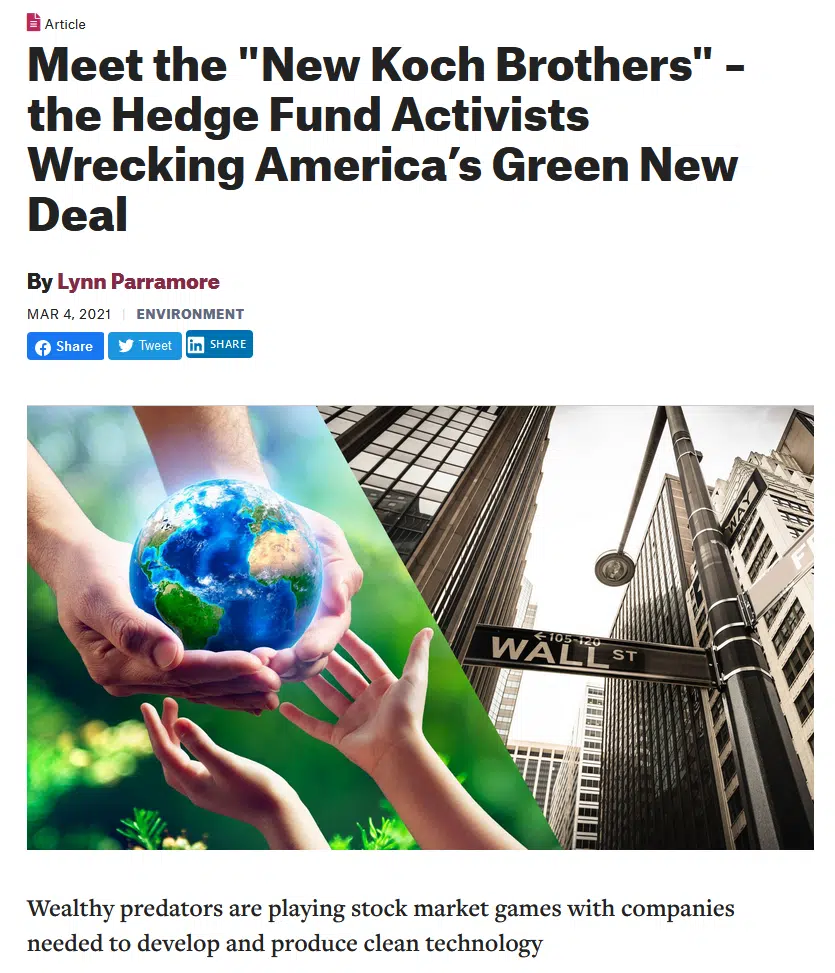 Article
Meet the "New Koch Brothers" –
the Hedge Fund Activists
Wrecking America’s Green New
Deal
By Lynn Parramore
MAR 4, 2021 | ENVIRONMENT
Share Tweet SHARE
←105-120
WALL ST
WAY
Wealthy predators are playing stock market games with companies
needed to develop and produce clean technology